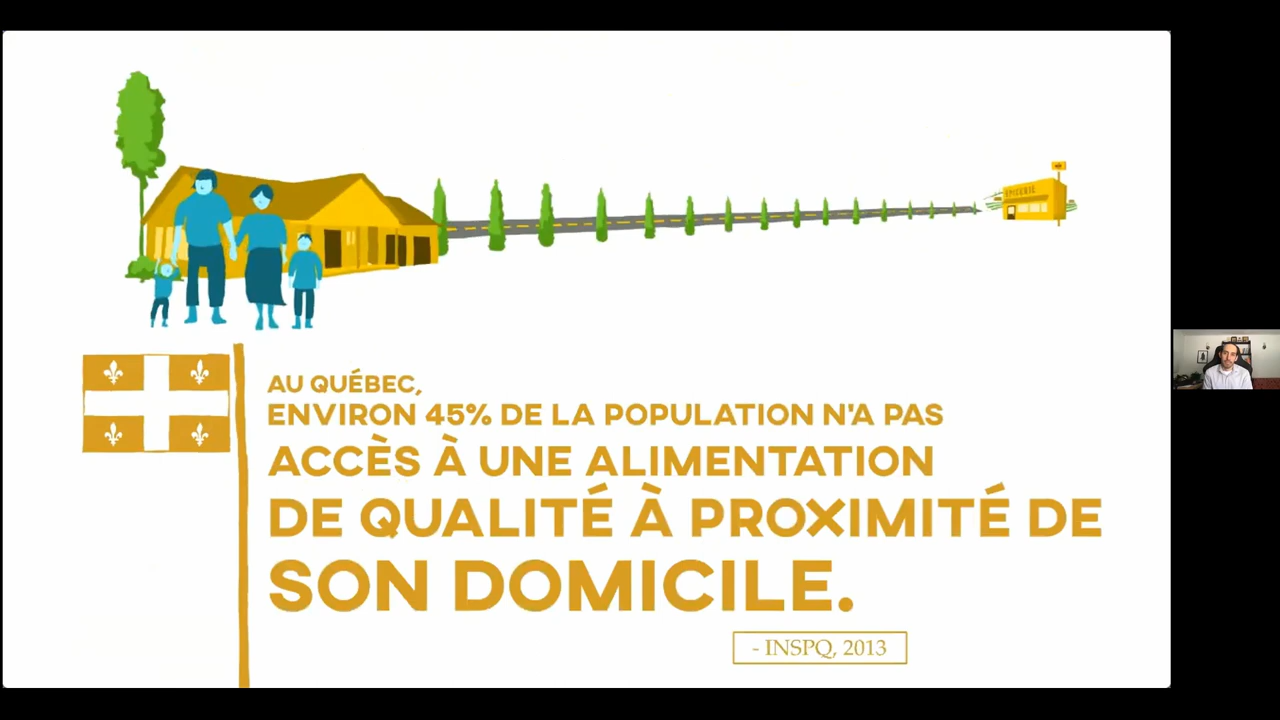 ÉPICERIE
AU QUÉBEC,
ENVIRON 45% DE LA POPULATION N'A PAS
ACCÈS À UNE ALIMENTATION
DE QUALITÉ À PROXIMITÉ DE
SON DOMICILE.
- INSPQ, 2013